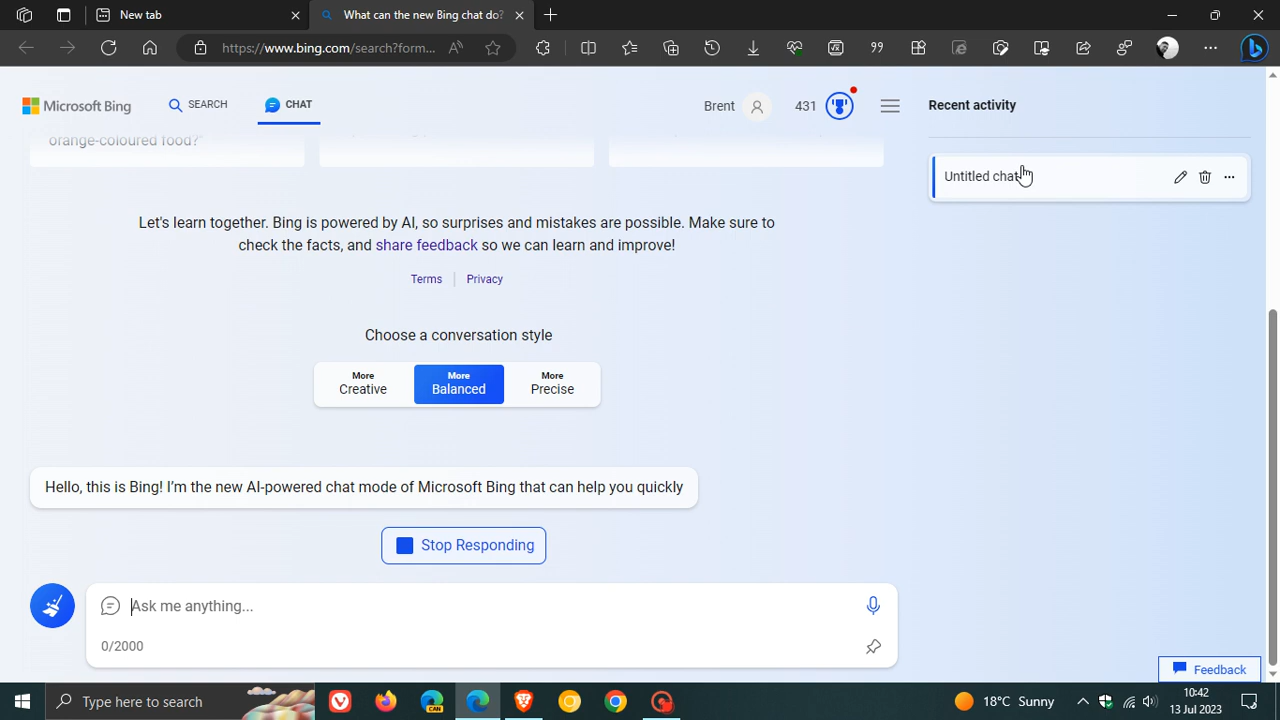 New tab
What can the new Bing chat do?
https://www.bing.com/search?form...
Microsoft Bing
SEARCH
CHAT
Brent
431
Recent activity
orange-coloured food?"
Untitled chat
Let's learn together. Bing is powered by AI, so surprises and mistakes are possible. Make sure to
check the facts, and share feedback so we can learn and improve!
Terms
Privacy
Choose a conversation style
More
Creative
More
Balanced
More
Precise
Hello, this is Bing! I'm the new AI-powered chat mode of Microsoft Bing that can help you quickly
Stop Responding
Ask me anything...
0/2000
Feedback
Type here to search
CAN
18°C Sunny
10:42
13 Jul 2023